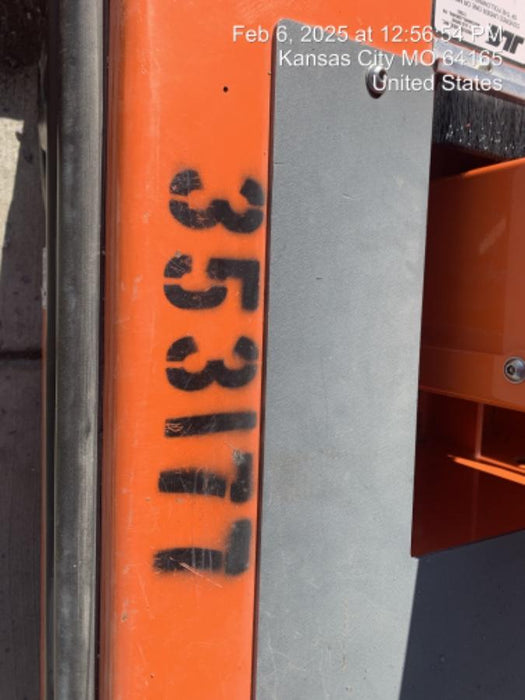 Feb 6, 2025 at 12:56:54 PM
Kansas City MO 64165
United States
353177